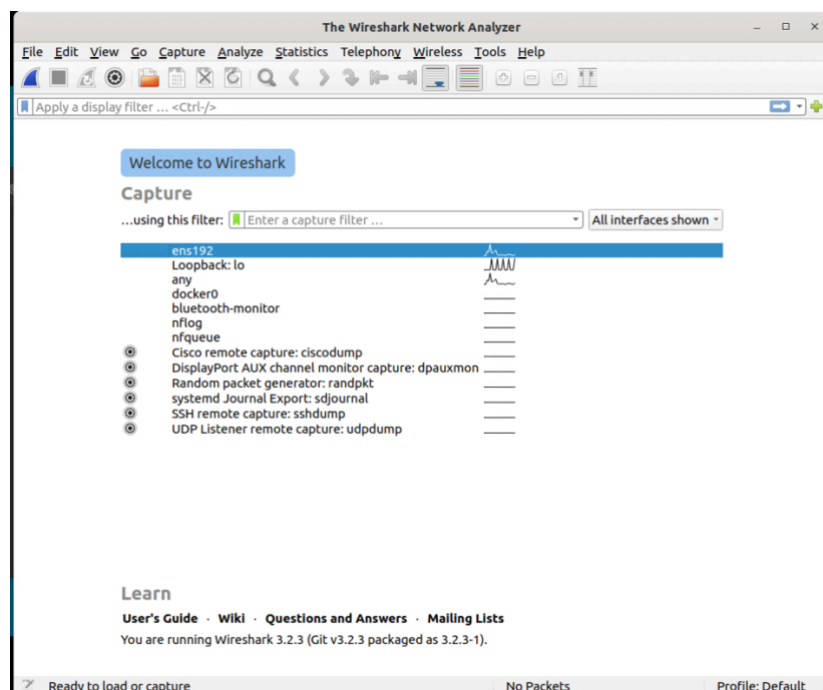 The Wireshark Network Analyzer
File Edit View Go Capture Analyze Statistics Telephony Wireless Tools Help
Apply a display filter ... <Ctrl-/>
Welcome to Wireshark
Capture
...using this filter: Enter a capture filter ... All interfaces shown
ens192
Loopback: lo
any
docker0
bluetooth-monitor
nflog
nfqueue
Cisco remote capture: ciscodump
DisplayPort AUX channel monitor capture: dpauxmon
Random packet generator: randpkt
systemd Journal Export: sdjournal
SSH remote capture: sshdump
UDP Listener remote capture: udpdump
Learn
User's Guide · Wiki · Questions and Answers · Mailing Lists
You are running Wireshark 3.2.3 (Git v3.2.3 packaged as 3.2.3-1).
Ready to load or capture No Packets Profile: Default